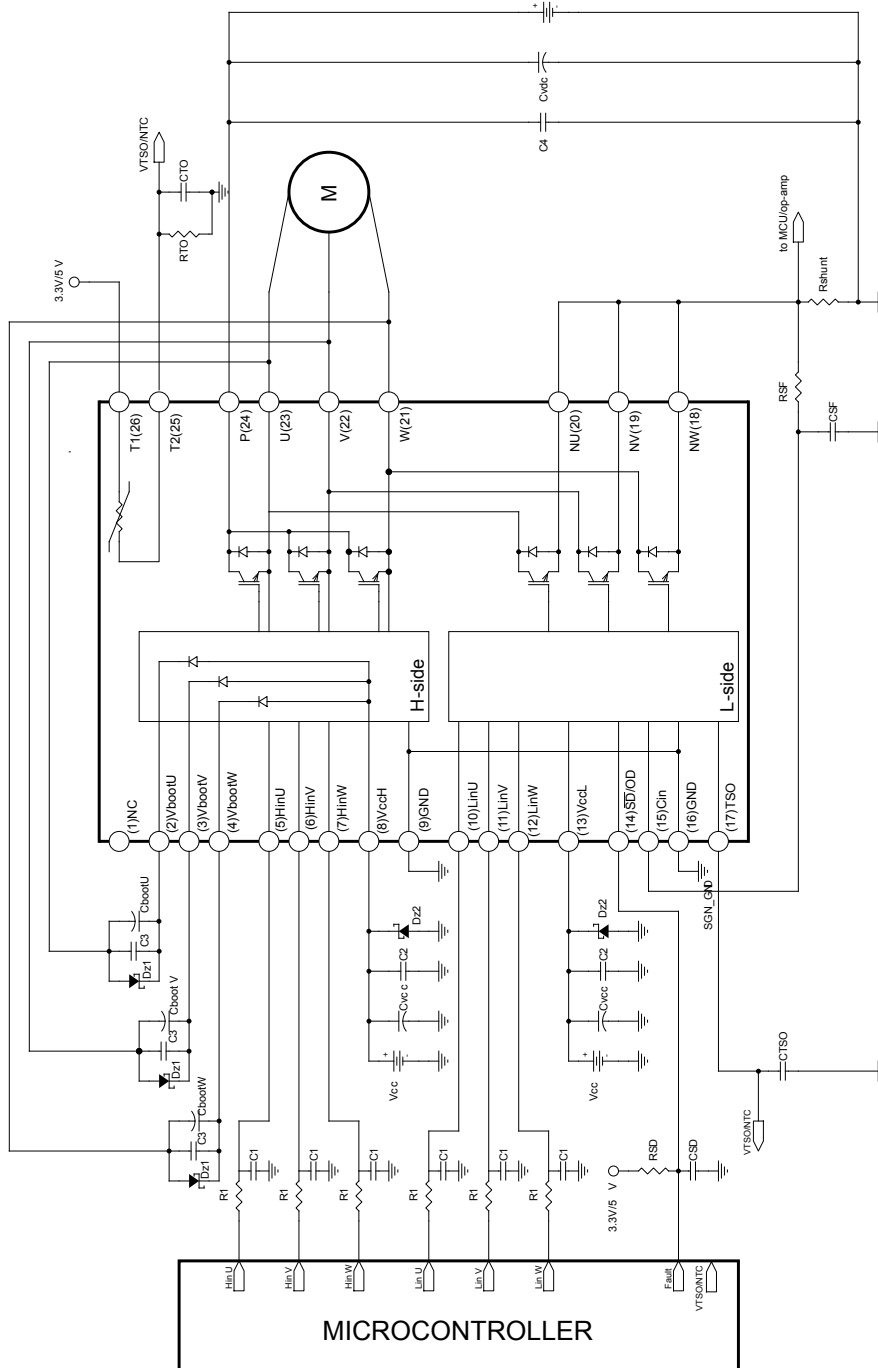 + -
Cvdc
C4
VTSO/NTC
CTO
RTO
M
3.3V/5 V
to MCU/op-amp
Rshunt
RSF
CSF
T1(26)
T2(25)
P(24)
U(23)
V(22)
W(21)
NU(20)
NV(19)
NW(18)
H-side
L-side
(1)NC
(2)VbootU
(3)VbootV
(4)VbootW
(5)HinU
(6)HinV
(7)HinW
(8)VccH
(9)GND
(10)LinU
(11)LinV
(12)LinW
(13)VccL
(14)SD/OD
(15)Cin
(16)GND
(17)TSO
SGN_GND
CbootU
C3
Dz1
Cboot V
C3
Dz1
CbootW
C3
Dz1
Dz2
C2
Cvc c
+ -
Vcc
Dz2
C2
Cvcc
+ -
Vcc
CTSO
VTSO/NTC
R1
C1
R1
C1
R1
C1
R1
C1
R1
C1
R1
C1
3.3V/5 V
RSD
CSD
Hin U
Hin V
Hin W
Lin U
Lin V
Lin W
Fault
VTSO/NTC
MICROCONTROLLER